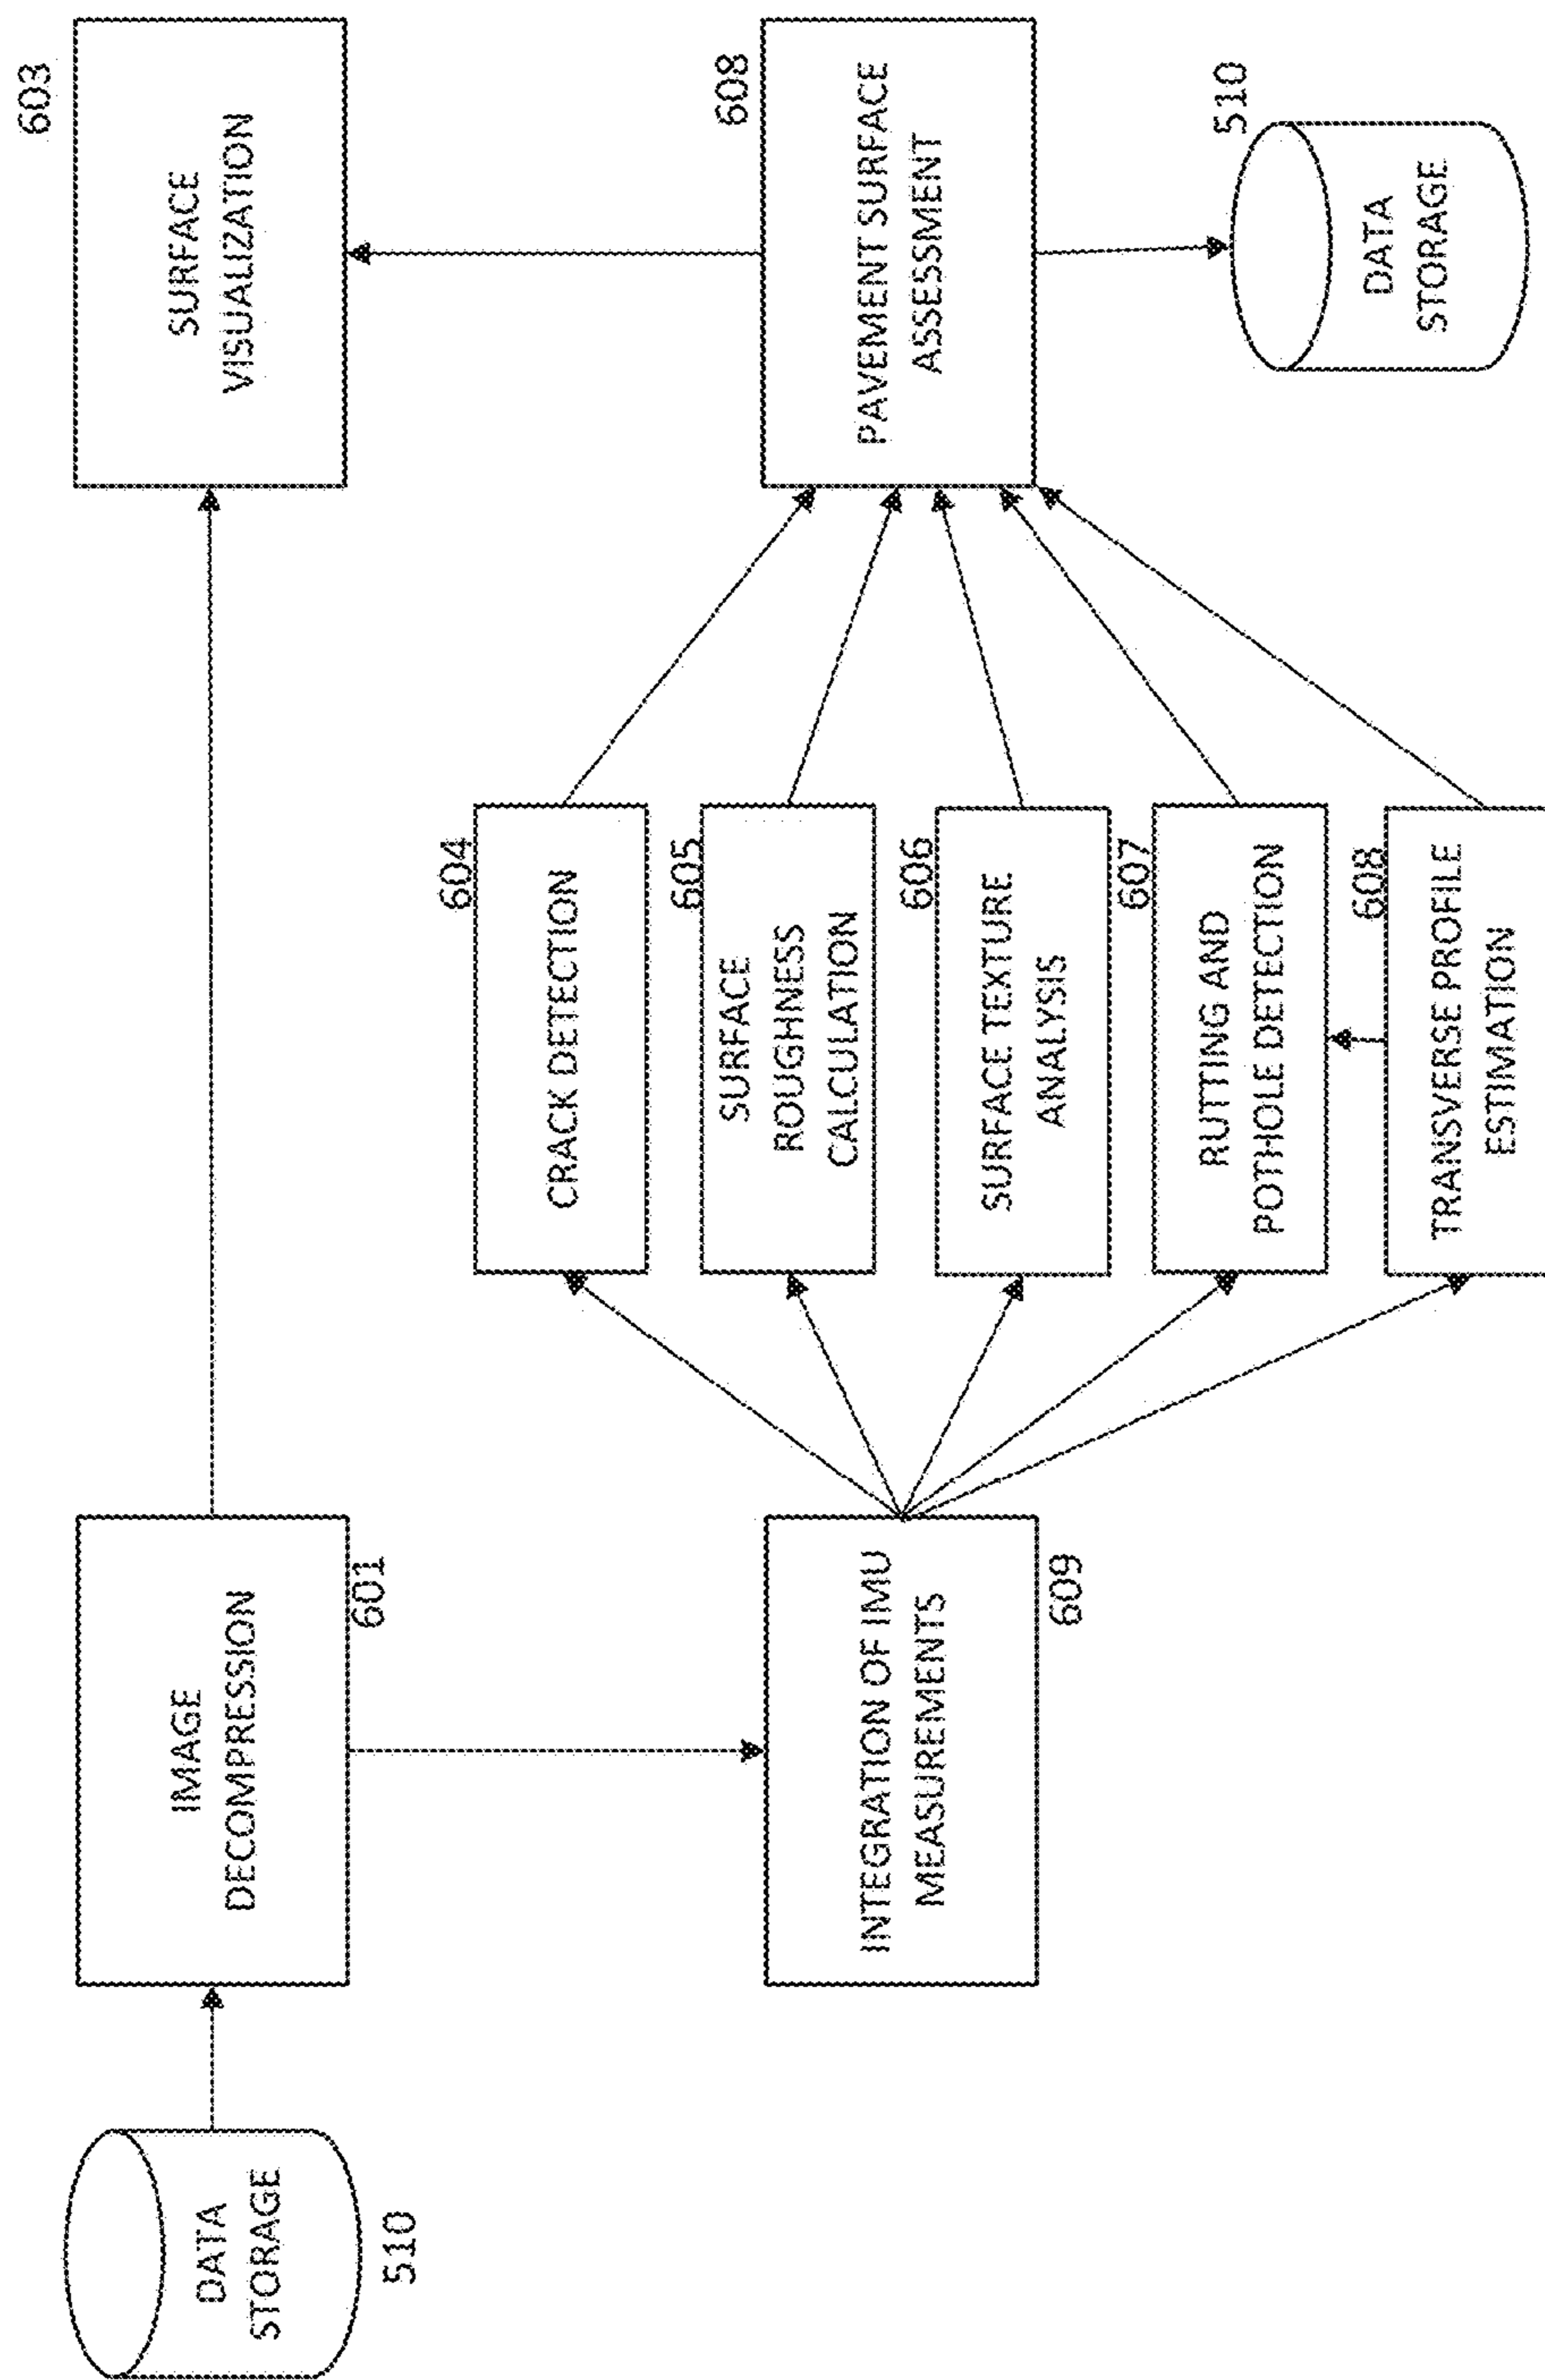 DATA
STORAGE
510
IMAGE
DECOMPRESSION
601
SURFACE
VISUALIZATION
603
INTEGRATION OF IMU
MEASUREMENTS
609
CRACK DETECTION
604
SURFACE
ROUGHNESS
CALCULATION
605
SURFACE TEXTURE
ANALYSIS
606
RUTTING AND
POTHOLE DETECTION
607
TRANSVERSE PROFILE
ESTIMATION
608
PAVEMENT SURFACE
ASSESSMENT
608
DATA
STORAGE
510